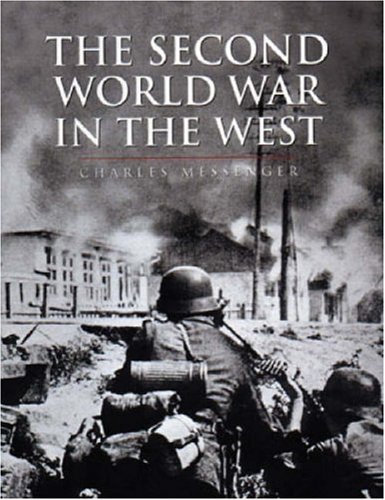 THE SECOND
WORLD WAR
IN THE WEST
CHARLES MESSENGER